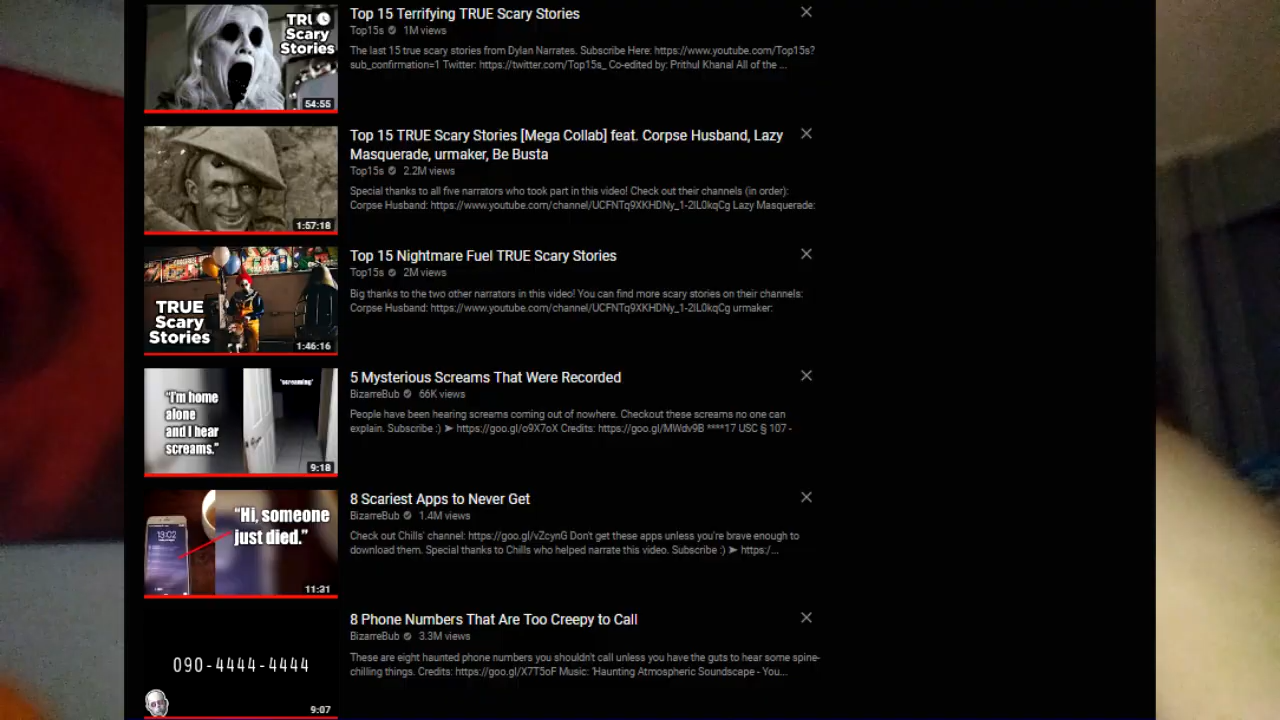 TRUE
Scary
Stories
54:55
Top 15 Terrifying TRUE Scary Stories
Top15s 1M views
The last 15 true scary stories from Dylan Narrates. Subscribe Here: https://www.youtube.com/Top15s?
sub_confirmation=1 Twitter: https://twitter.com/Top15s_ Co-edited by: Prithul Khanal All of the ...
1:57:18
Top 15 TRUE Scary Stories [Mega Collab] feat. Corpse Husband, Lazy
Masquerade, urmaker, Be Busta
Top15s 2.2M views
Special thanks to all five narrators who took part in this video! Check out their channels (in order):
Corpse Husband: https://www.youtube.com/channel/UCFNTq9XKHDNy_1-2IL0kqCg Lazy Masquerade:
TRUE
Scary
Stories
1:46:16
Top 15 Nightmare Fuel TRUE Scary Stories
Top15s 2M views
Big thanks to the two other narrators in this video! You can find more scary stories on their channels:
Corpse Husband: https://www.youtube.com/channel/UCFNTq9XKHDNy_1-2IL0kqCg urmaker:
"I'm home
alone
and I hear
screams."
*screaming*
9:18
5 Mysterious Screams That Were Recorded
BizarreBub 66K views
People have been hearing screams coming out of nowhere. Checkout these screams no one can
explain. Subscribe :) ➤ https://goo.gl/o9X7oX Credits: https://goo.gl/MWdv9B ****17 USC § 107 -
13:02
"Hi, someone
just died."
11:31
8 Scariest Apps to Never Get
BizarreBub 1.4M views
Check out Chills' channel: https://goo.gl/vZcynG Don't get these apps unless you're brave enough to
download them. Special thanks to Chills who helped narrate this video. Subscribe :) ➤ https:/...
090-4444-4444
9:07
8 Phone Numbers That Are Too Creepy to Call
BizarreBub 3.3M views
These are eight haunted phone numbers you shouldn't call unless you have the guts to hear some spine-
chilling things. Credits: https://goo.gl/X7T5oF Music: 'Haunting Atmospheric Soundscape - You...